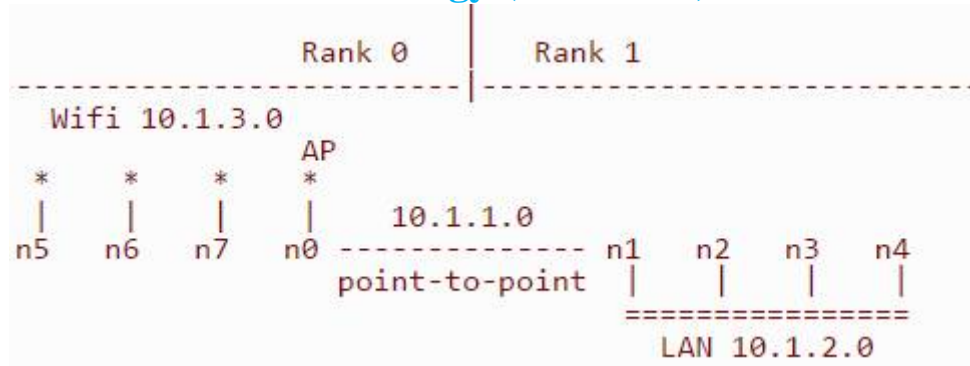 Rank 0 | Rank 1
--------------------------|----------------------------
Wifi 10.1.3.0
AP
* * * *
| | | | 10.1.1.0
n5 n6 n7 n0 -------------- n1 n2 n3 n4
point-to-point | | | |
================
LAN 10.1.2.0